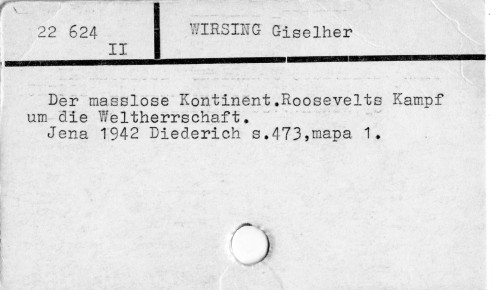 22 624
II
WIRSING Giselher
Der masslose Kontinent.Roosevelts Kampf
um die Weltherrschaft.
Jena 1942 Diederich s.473,mapa 1.